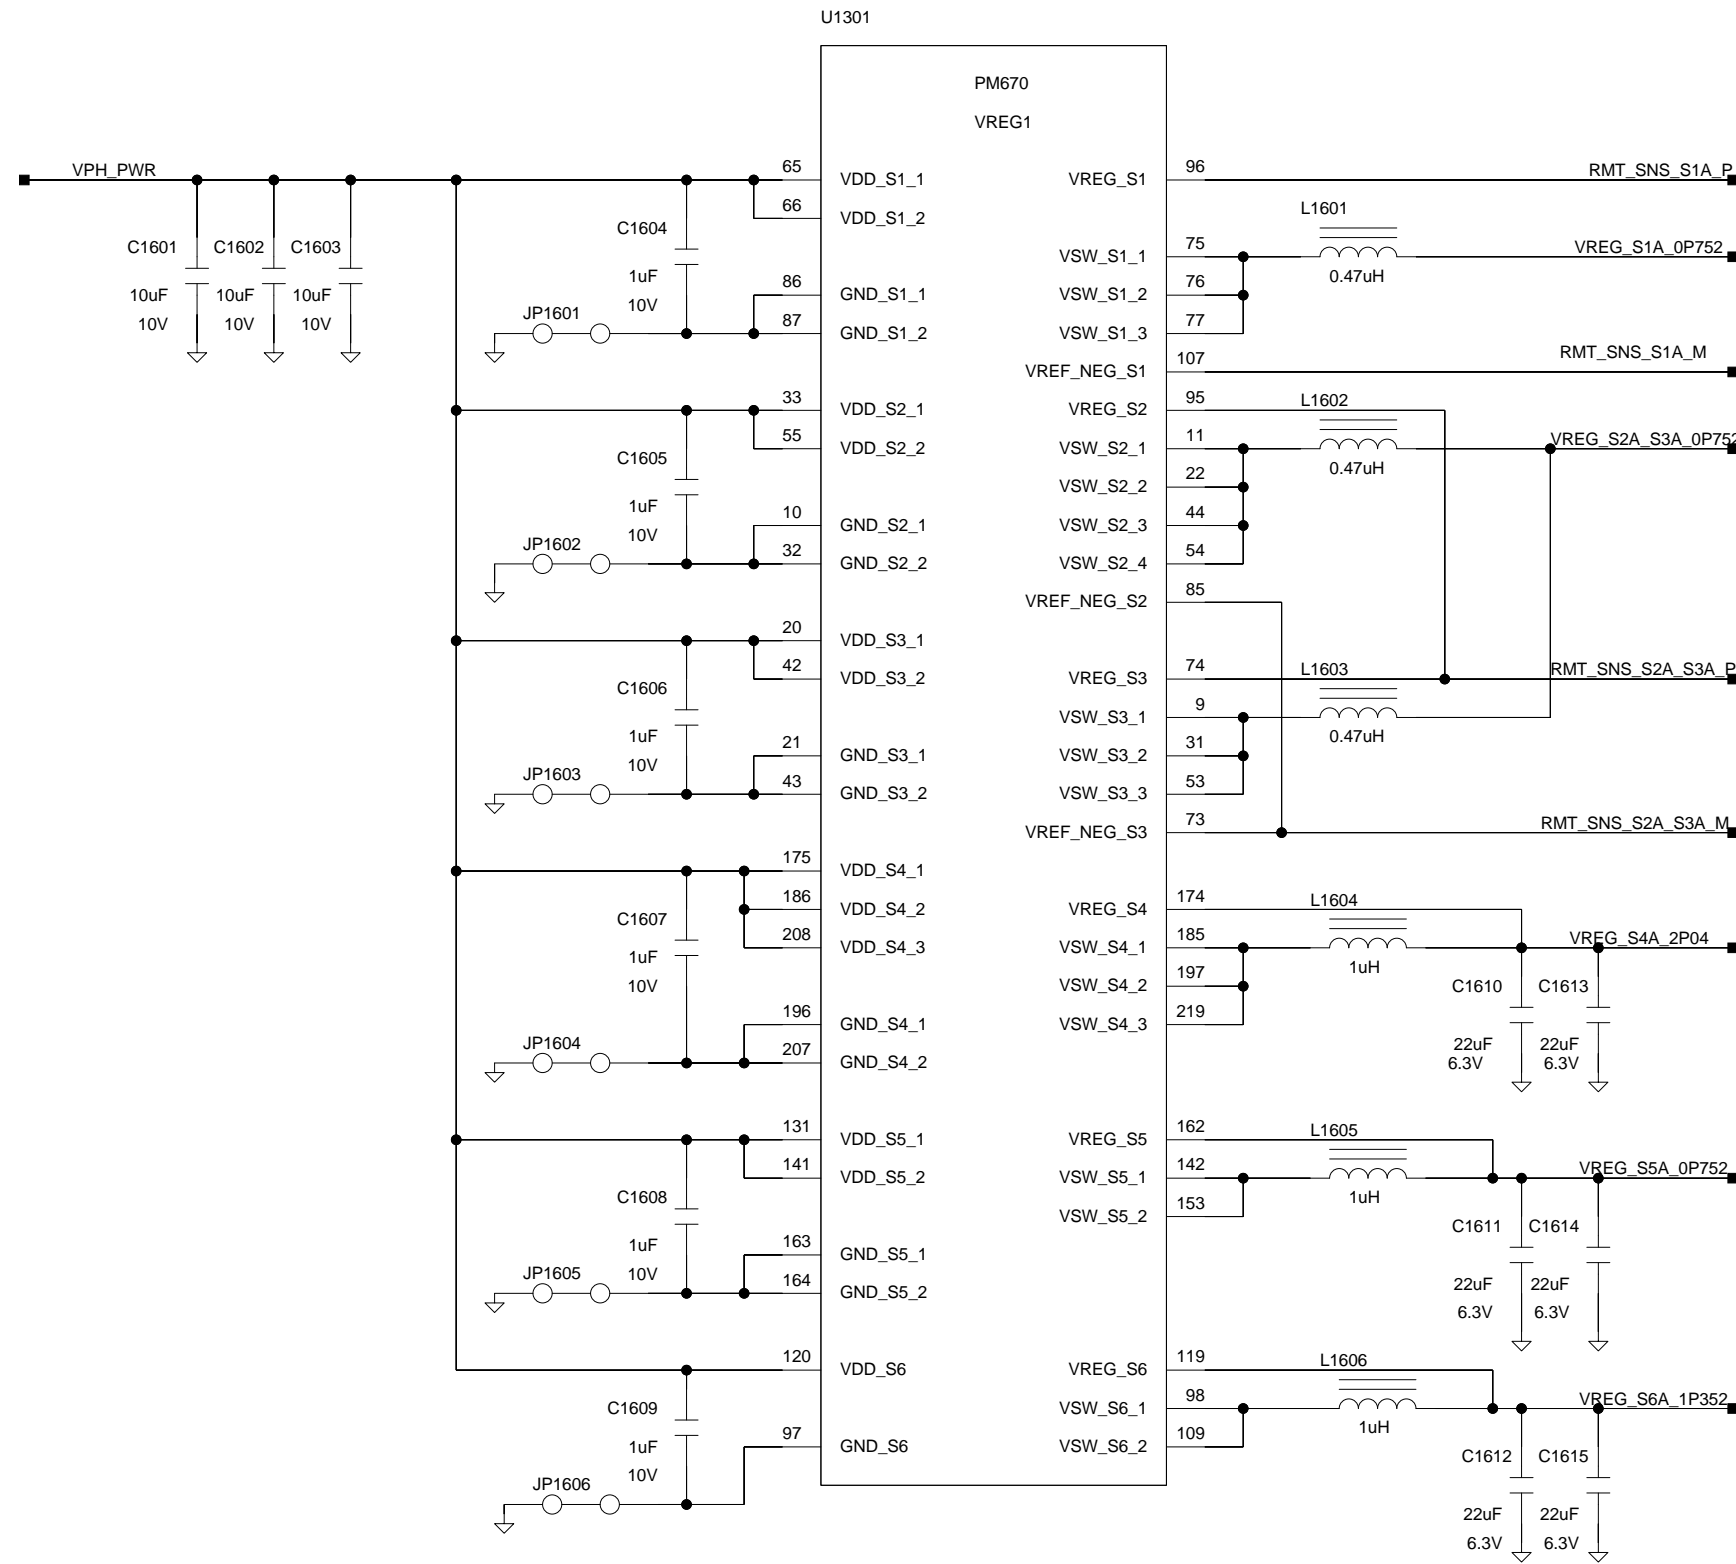 U1301
PM670
VREG1
VPH_PWR
C1601
10uF
10V
C1602
10uF
10V
C1603
10uF
10V
C1604
1uF
10V
JP1601
C1605
1uF
10V
JP1602
C1606
1uF
10V
JP1603
C1607
1uF
10V
JP1604
C1608
1uF
10V
JP1605
C1609
1uF
10V
JP1606
65 VDD_S1_1
66 VDD_S1_2
86 GND_S1_1
87 GND_S1_2
33 VDD_S2_1
55 VDD_S2_2
10 GND_S2_1
32 GND_S2_2
20 VDD_S3_1
42 VDD_S3_2
21 GND_S3_1
43 GND_S3_2
175 VDD_S4_1
186 VDD_S4_2
208 VDD_S4_3
196 GND_S4_1
207 GND_S4_2
131 VDD_S5_1
141 VDD_S5_2
163 GND_S5_1
164 GND_S5_2
120 VDD_S6
97 GND_S6
VREG_S1 96
VSW_S1_1 75
VSW_S1_2 76
VSW_S1_3 77
VREF_NEG_S1 107
VREG_S2 95
VSW_S2_1 11
VSW_S2_2 22
VSW_S2_3 44
VSW_S2_4 54
VREF_NEG_S2 85
VREG_S3 74
VSW_S3_1 9
VSW_S3_2 31
VSW_S3_3 53
VREF_NEG_S3 73
VREG_S4 174
VSW_S4_1 185
VSW_S4_2 197
VSW_S4_3 219
VREG_S5 162
VSW_S5_1 142
VSW_S5_2 153
VREG_S6 119
VSW_S6_1 98
VSW_S6_2 109
RMT_SNS_S1A_P
L1601
0.47uH
VREG_S1A_0P752
RMT_SNS_S1A_M
L1602
0.47uH
VREG_S2A_S3A_0P752
L1603
0.47uH
RMT_SNS_S2A_S3A_P
RMT_SNS_S2A_S3A_M
L1604
1uH
VREG_S4A_2P04
C1610
22uF
6.3V
C1613
22uF
6.3V
L1605
1uH
VREG_S5A_0P752
C1611
22uF
6.3V
C1614
22uF
6.3V
L1606
1uH
VREG_S6A_1P352
C1612
22uF
6.3V
C1615
22uF
6.3V